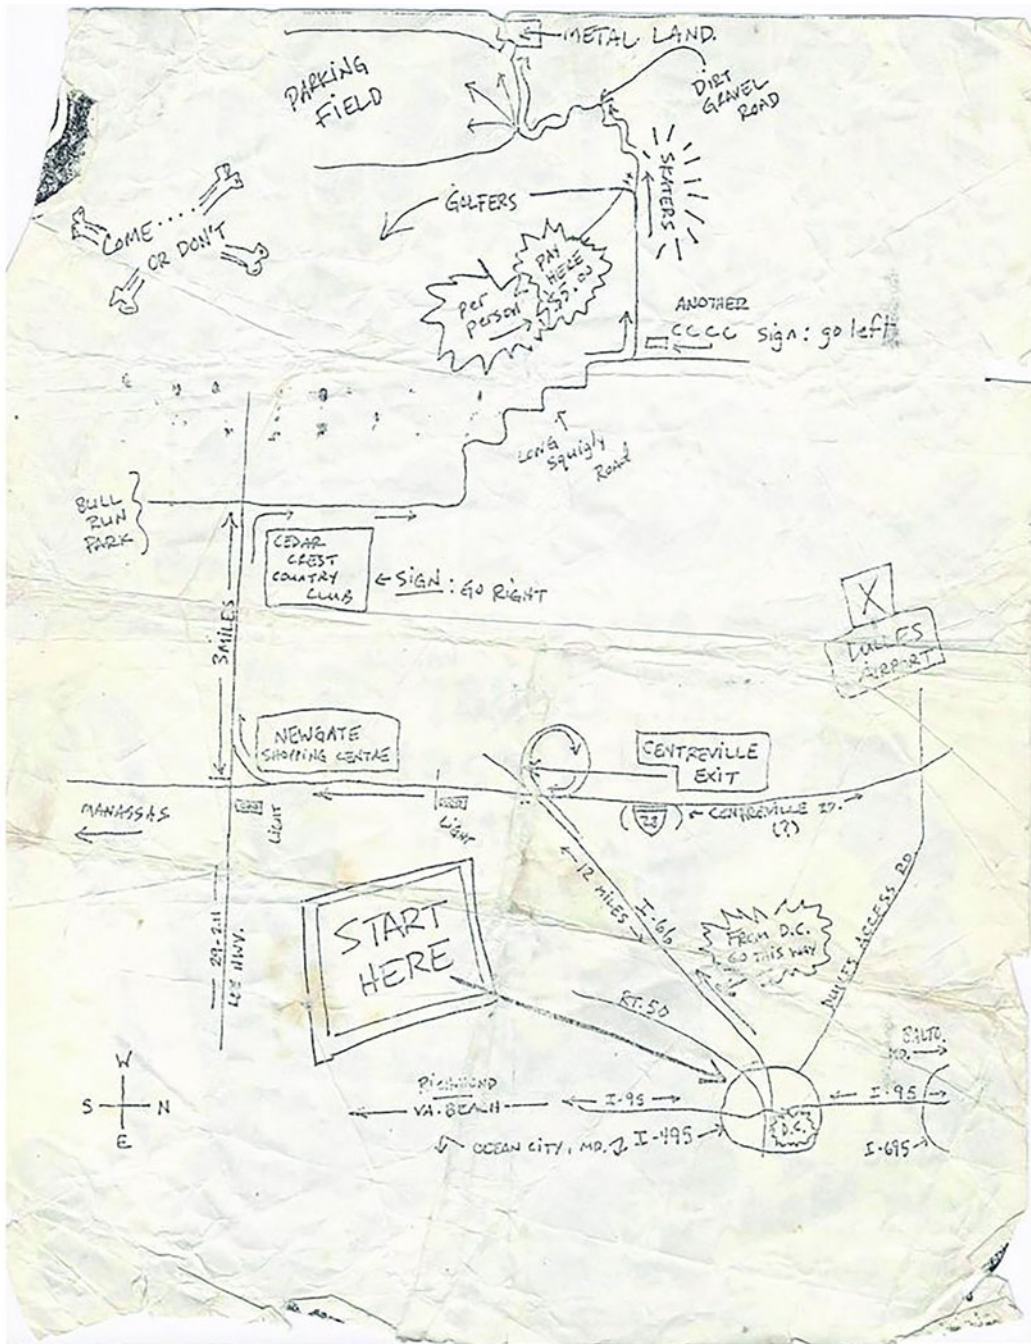 METAL LAND.
PARKING
FIELD
DIRT
GRAVEL
ROAD
SKATERS
GOLFERS
COME ....
OR DON'T
PAY
HERE
$5.00
per
person
ANOTHER
CCCC sign: go left
LONG
squigly
ROAD
BULL
RUN
PARK
CEDAR
CREST
COUNTRY
CLUB
SIGN: GO RIGHT
3 MILES
X
DULLES
AIRPORT
NEWGATE
SHOPPING CENTRE
CENTREVILLE
EXIT
MANASSAS
LIGHT
LIGHT
(28)
CENTREVILLE RD.
(?)
12 MILES
I-66
START
HERE
FROM D.C.
GO THIS WAY
DULLES ACCESS RD.
29-211
LEE HWY.
RT. 50
BALTO.
MD.
W
S N
E
RICHMOND
VA. BEACH
I-95
I-95
D.C.
OCEAN CITY, MD.
I-495
I-695